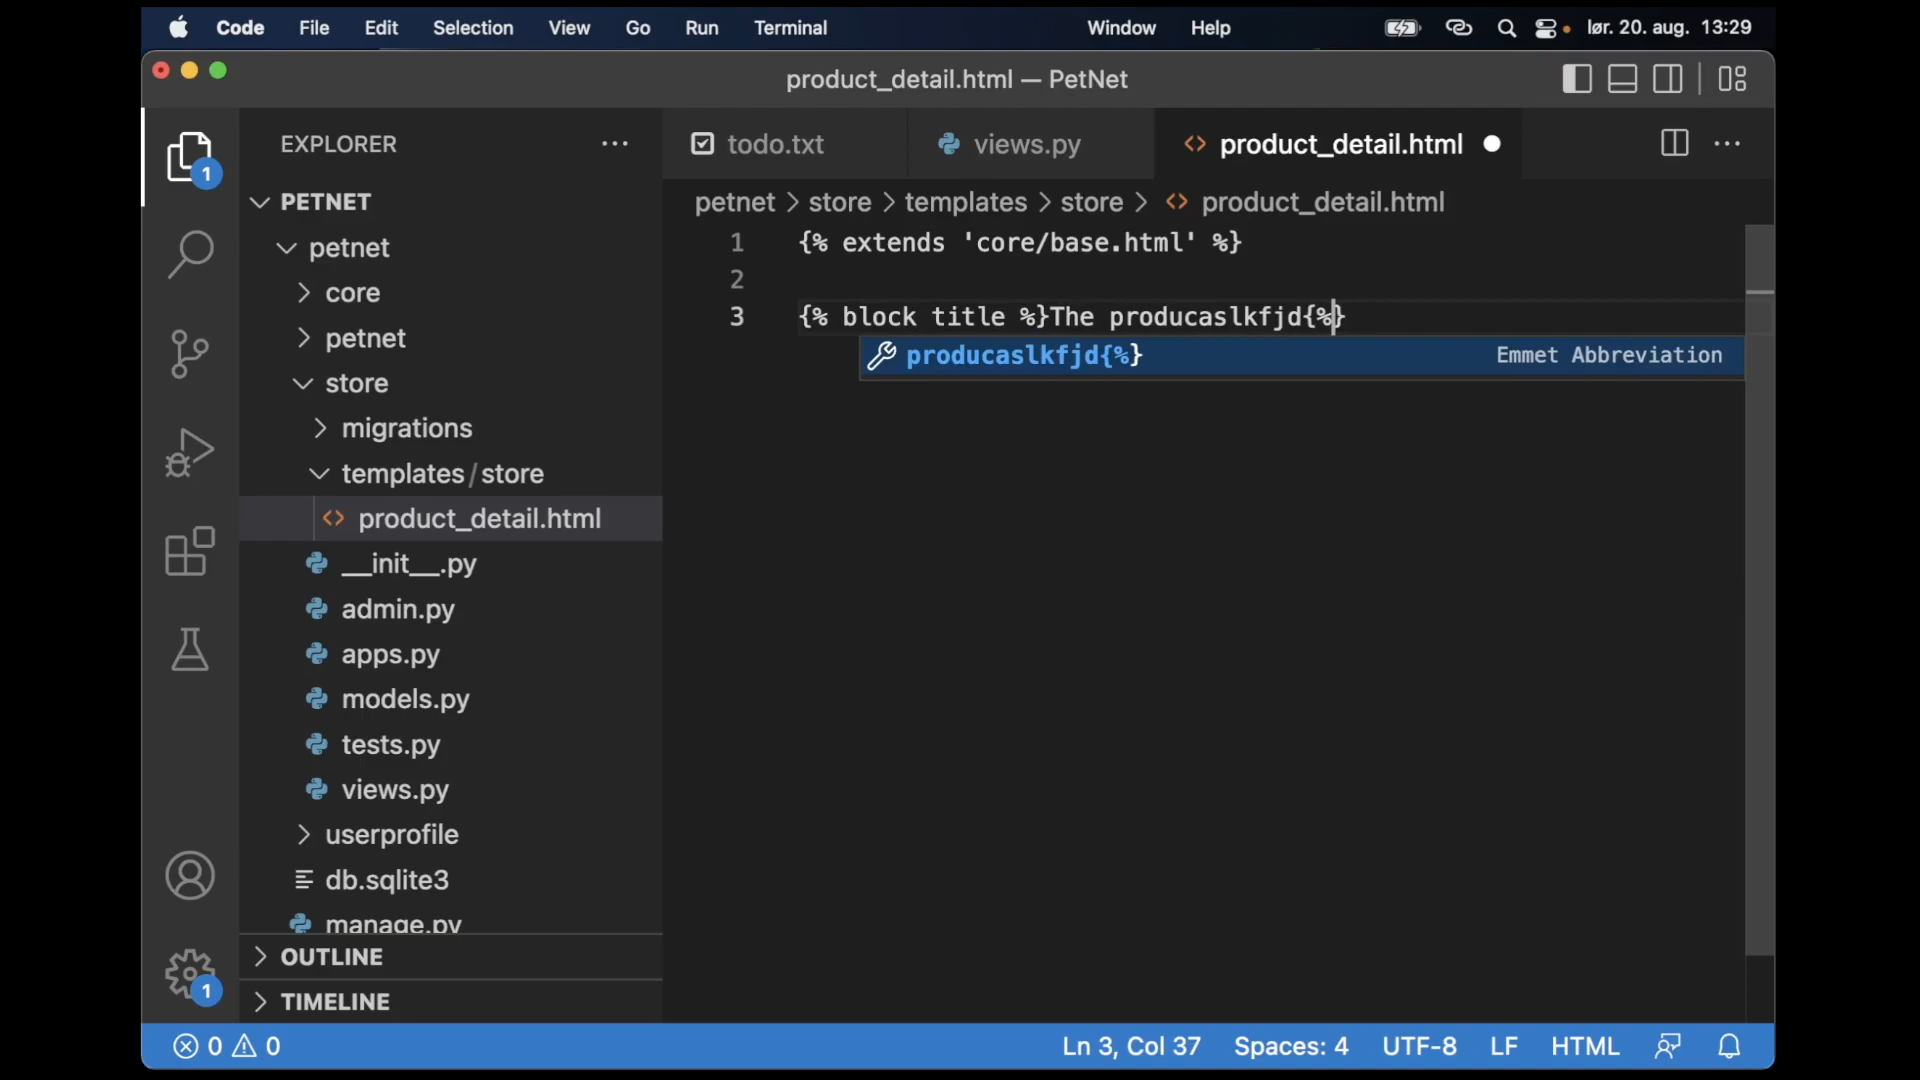 Code File Edit Selection View Go Run Terminal Window Help lør. 20. aug. 13:29
product_detail.html — PetNet
EXPLORER
PETNET
petnet
core
petnet
store
migrations
templates/store
product_detail.html
__init__.py
admin.py
apps.py
models.py
tests.py
views.py
userprofile
db.sqlite3
manage.py
OUTLINE
TIMELINE
1
1
todo.txt views.py product_detail.html
petnet > store > templates > store > product_detail.html
1 {% extends 'core/base.html' %}
2
3 {% block title %}The producaslkfjd{%}
producaslkfjd{%} Emmet Abbreviation
0 0 Ln 3, Col 37 Spaces: 4 UTF-8 LF HTML